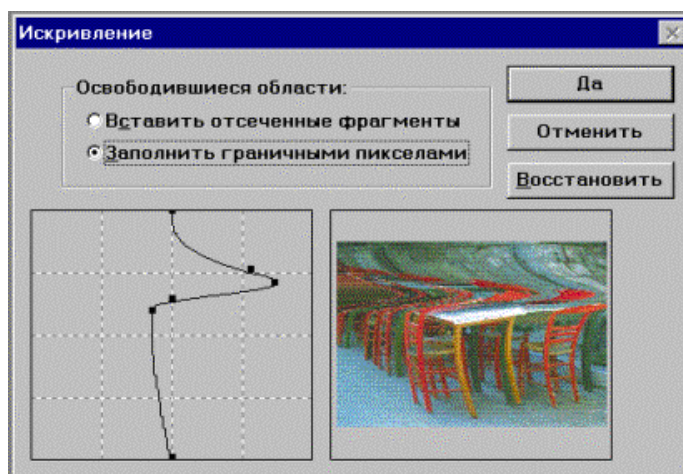 Искривление
Освободившиеся области:
Вставить отсеченные фрагменты
Заполнить граничными пикселами
Да
Отменить
Восстановить